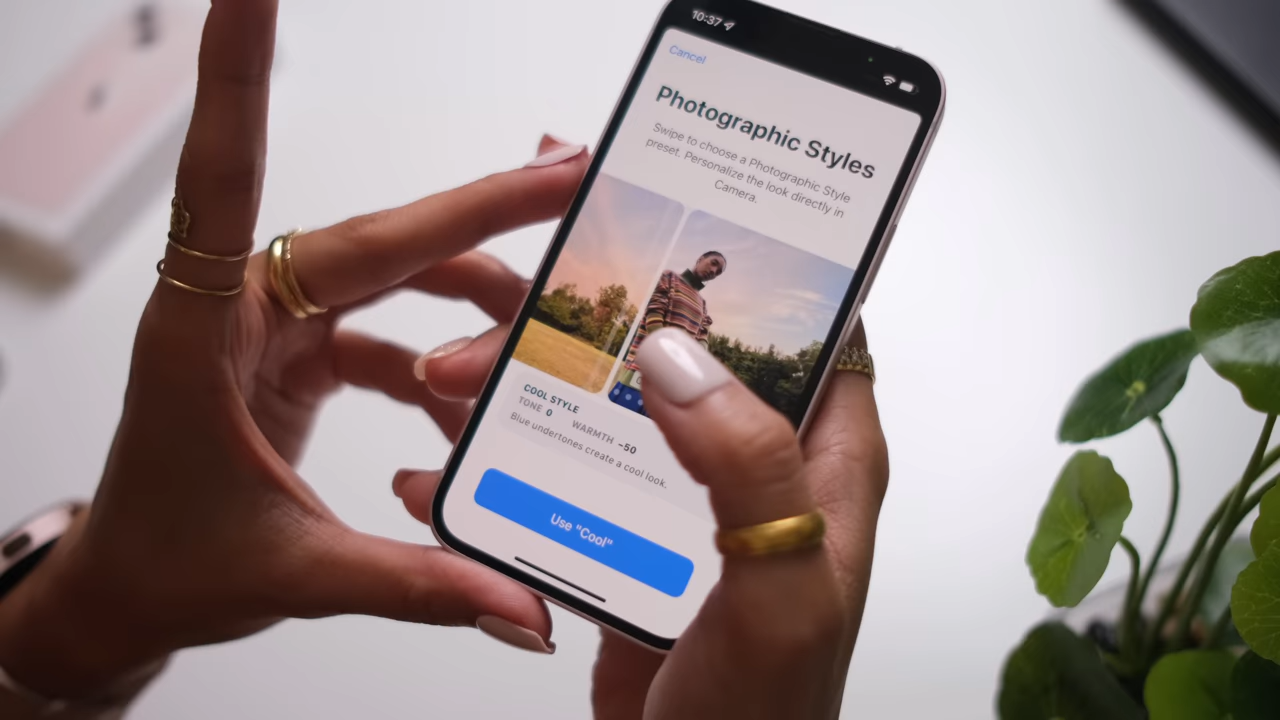 10:37
Cancel
Photographic Styles
Swipe to choose a Photographic Style
preset. Personalize the look directly in
Camera.
COOL STYLE
TONE 0 WARMTH -50
Blue undertones create a cool look.
Use "Cool"